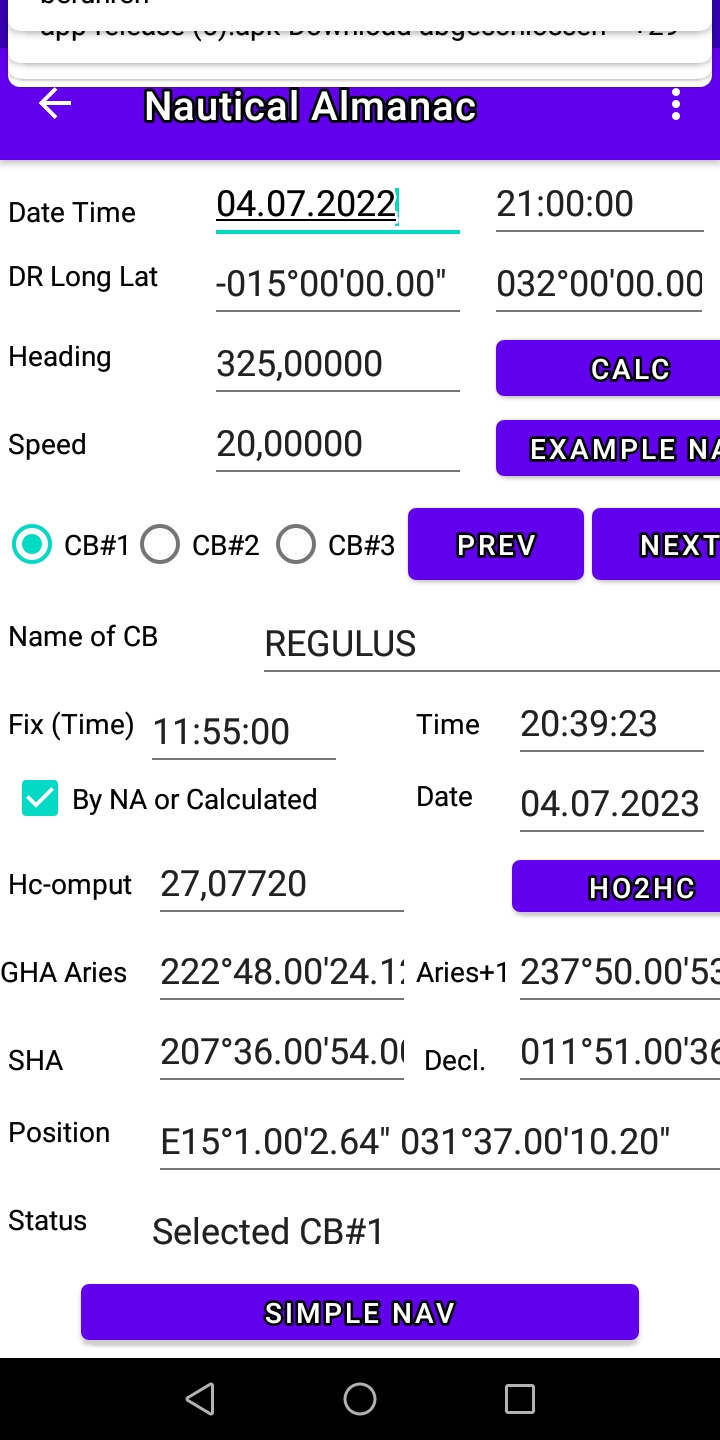 app release (6).apk Download abgeschlossen
Nautical Almanac
Date Time 04.07.2022 21:00:00
DR Long Lat -015°00'00.00" 032°00'00.00
Heading 325,00000 CALC
Speed 20,00000 EXAMPLE NA
CB#1 CB#2 CB#3 PREV NEXT
Name of CB REGULUS
Fix (Time) 11:55:00 Time 20:39:23
By NA or Calculated Date 04.07.2023
Hc-omput 27,07720 HO2HC
GHA Aries 222°48.00'24.12 Aries+1 237°50.00'53
SHA 207°36.00'54.00 Decl. 011°51.00'36
Position E15°1.00'2.64" 031°37.00'10.20"
Status Selected CB#1
SIMPLE NAV